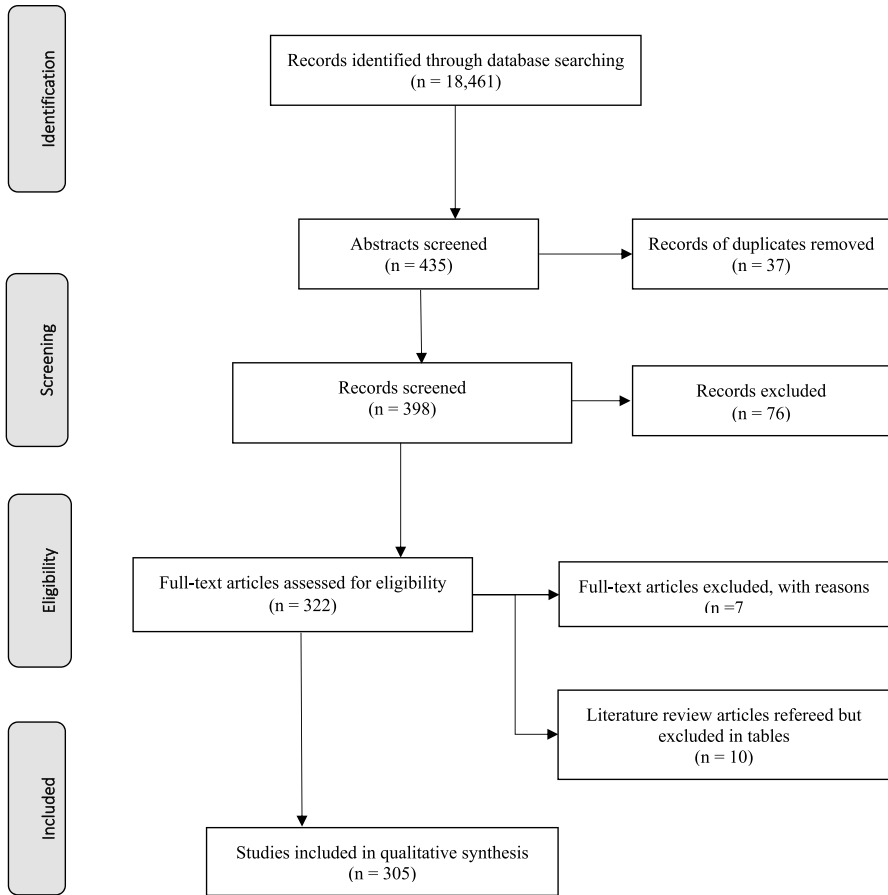 Identification
Records identified through database searching
(n = 18,461)
Abstracts screened
(n = 435)
Records of duplicates removed
(n = 37)
Screening
Records screened
(n = 398)
Records excluded
(n = 76)
Eligibility
Full-text articles assessed for eligibility
(n = 322)
Full-text articles excluded, with reasons
(n =7
Literature review articles refereed but
excluded in tables
(n = 10)
Included
Studies included in qualitative synthesis
(n = 305)